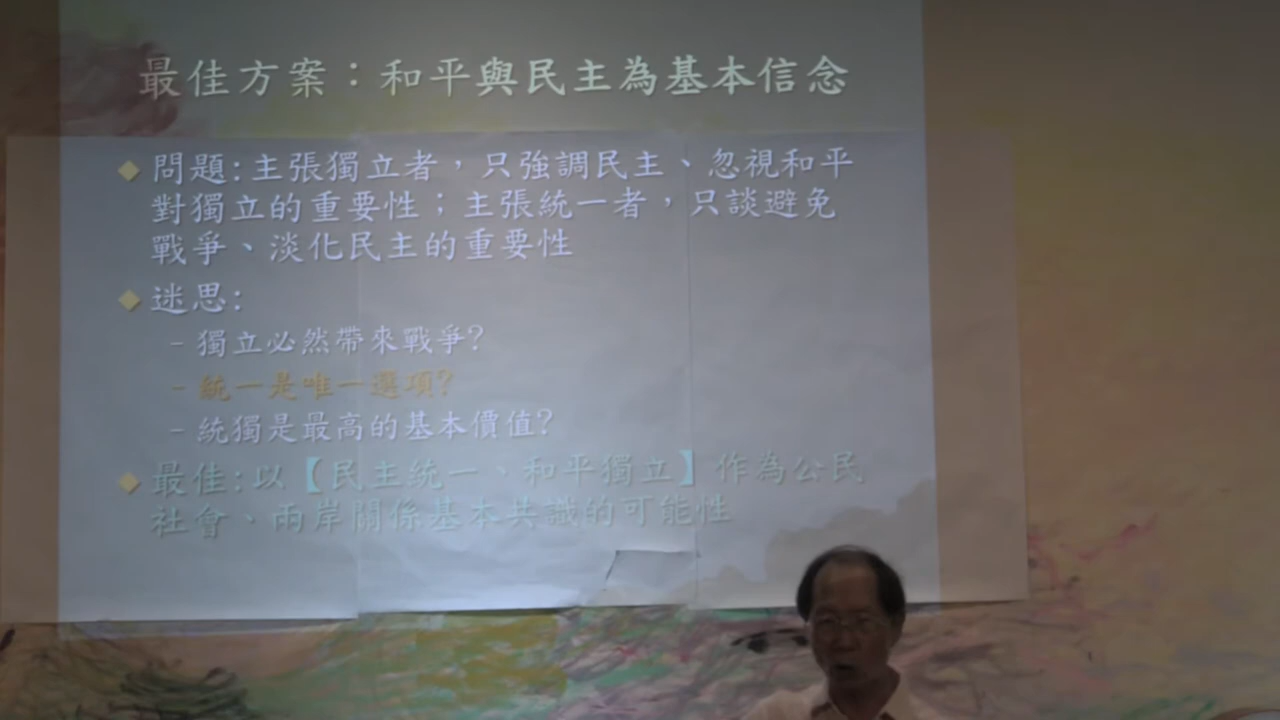 最佳方案：和平與民主為基本信念
問題:主張獨立者，只強調民主、忽視和平
對獨立的重要性；主張統一者，只談避免
戰爭、淡化民主的重要性
迷思:
– 獨立必然帶來戰爭?
– 統一是唯一選項?
– 統獨是最高的基本價值?
最佳:以【民主統一、和平獨立】作為公民
社會、兩岸關係基本共識的可能性